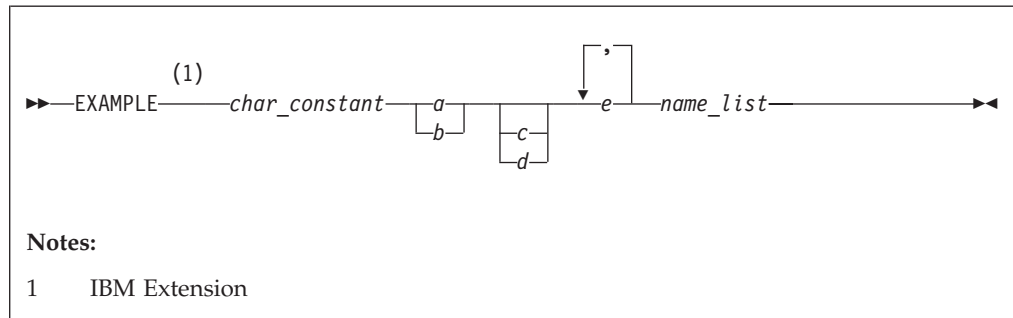 ,
(1)
EXAMPLE char_constant a e name_list
b c
d
Notes:
1 IBM Extension